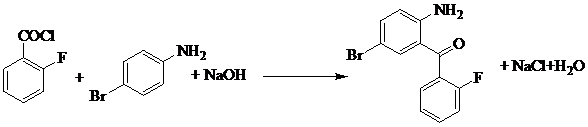 COCl
F
+
Br
NH2
+ NaOH
NH2
Br
O
F
+ NaCl+H2O